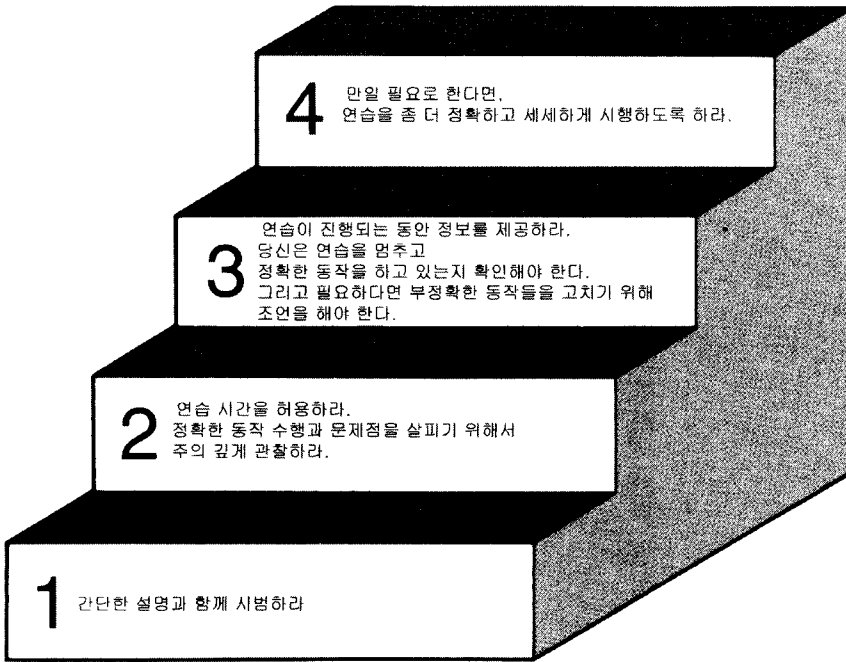 4
만일 필요로 한다면,
연습을 좀 더 정확하고 세세하게 시행하도록 하라.
3
연습이 진행되는 동안 정보를 제공하라.
당신은 연습을 멈추고
정확한 동작을 하고 있는지 확인해야 한다.
그리고 필요하다면 부정확한 동작들을 고치기 위해
조언을 해야 한다.
2
연습 시간을 허용하라.
정확한 동작 수행과 문제점을 살피기 위해서
주의 깊게 관찰하라.
1
간단한 설명과 함께 시범하라